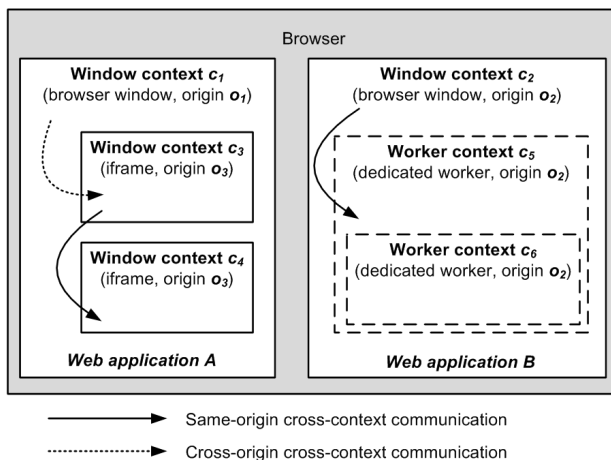 Browser
Window context c1
(browser window, origin o1)
Window context c3
(iframe, origin o3)
Window context c4
(iframe, origin o3)
Web application A
Window context c2
(browser window, origin o2)
Worker context c5
(dedicated worker, origin o2)
Worker context c6
(dedicated worker, origin o2)
Web application B
Same-origin cross-context communication
Cross-origin cross-context communication